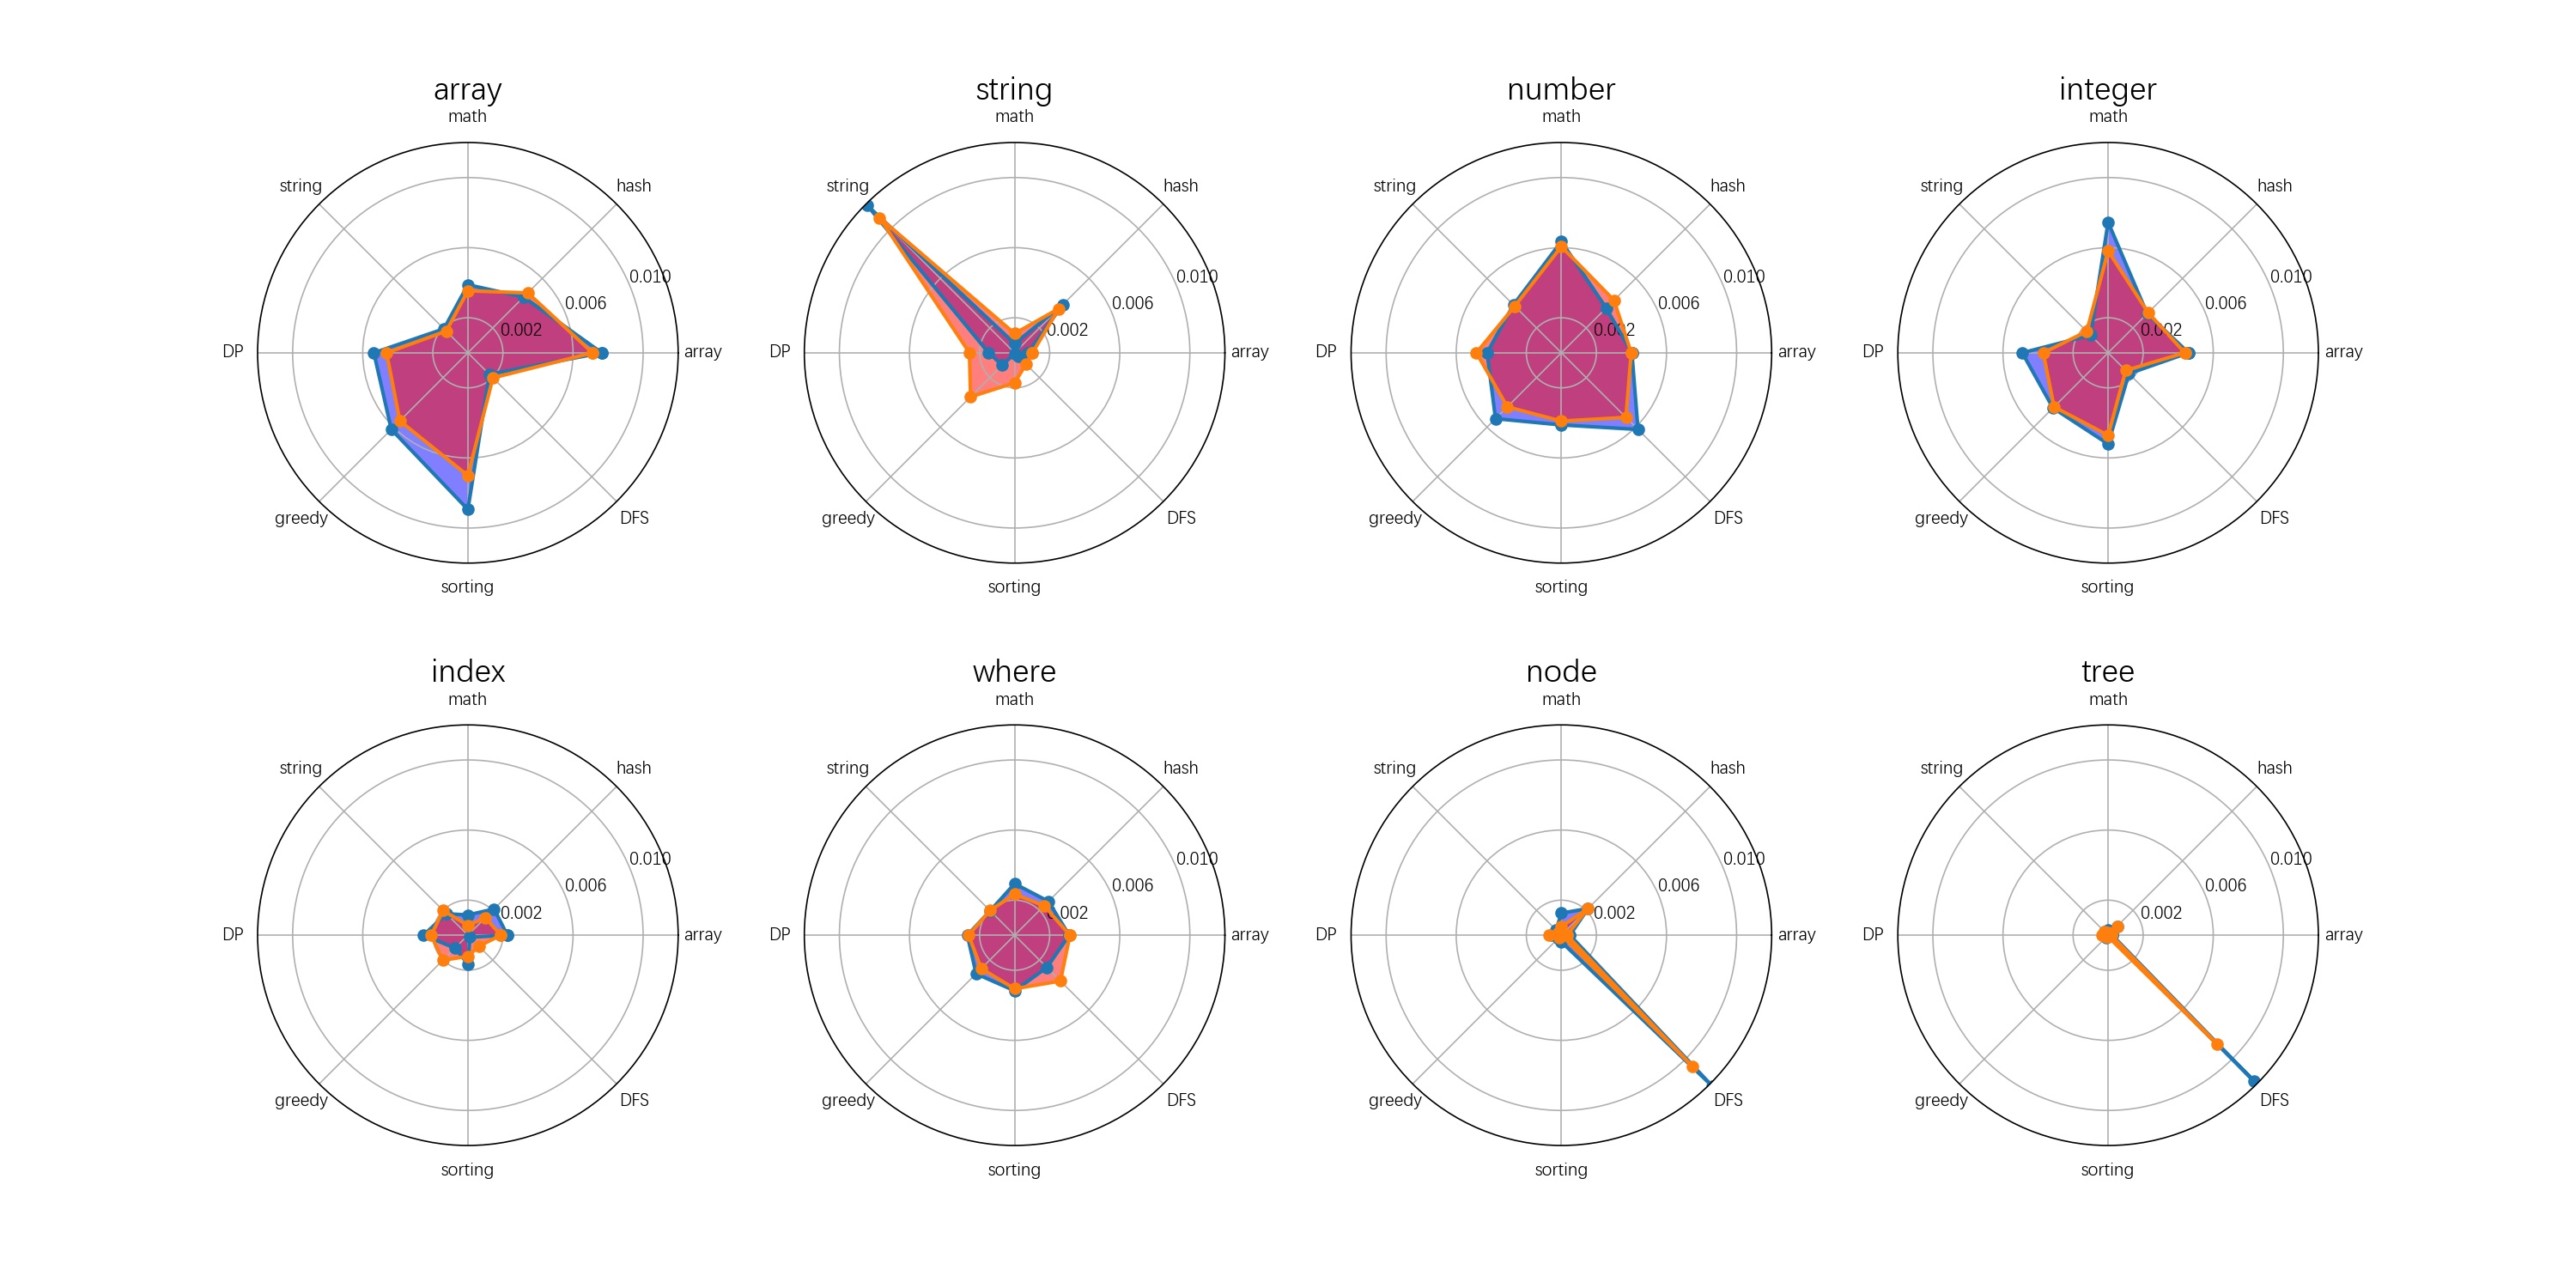 array
math
string
hash
0.010
0.006
0.002
DP
array
greedy
DFS
sorting
string
math
string
hash
0.010
0.006
0.002
DP
array
greedy
DFS
sorting
number
math
string
hash
0.010
0.006
0.002
DP
array
greedy
DFS
sorting
integer
math
string
hash
0.010
0.006
0.002
DP
array
greedy
DFS
sorting
index
math
string
hash
0.010
0.006
0.002
DP
array
greedy
DFS
sorting
where
math
string
hash
0.010
0.006
0.002
DP
array
greedy
DFS
sorting
node
math
string
hash
0.010
0.006
0.002
DP
array
greedy
DFS
sorting
tree
math
string
hash
0.010
0.006
0.002
DP
array
greedy
DFS
sorting